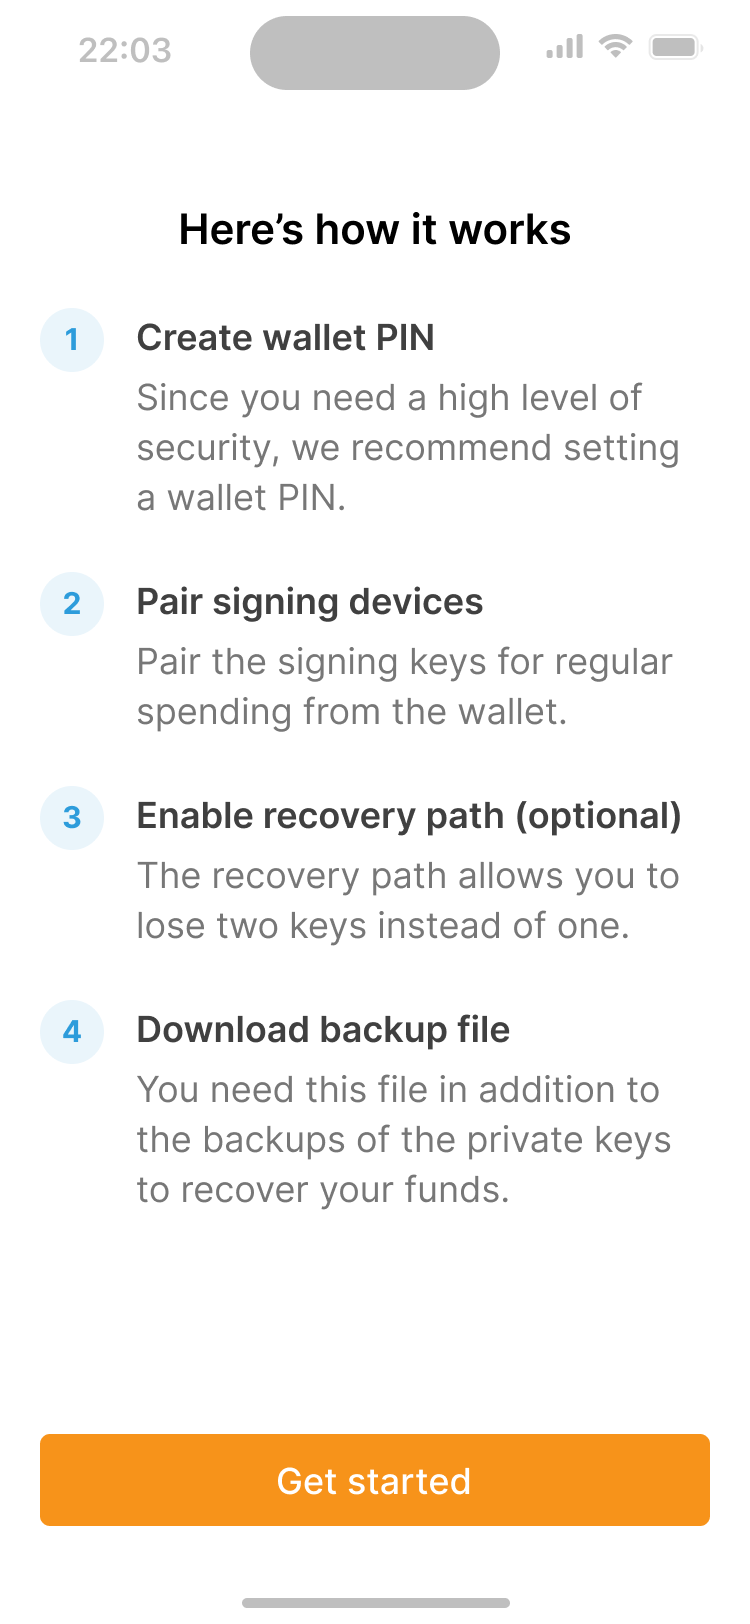 22:03
Here’s how it works
1
Create wallet PIN
Since you need a high level of
security, we recommend setting
a wallet PIN.
2
Pair signing devices
Pair the signing keys for regular
spending from the wallet.
3
Enable recovery path (optional)
The recovery path allows you to
lose two keys instead of one.
4
Download backup file
You need this file in addition to
the backups of the private keys
to recover your funds.
Get started